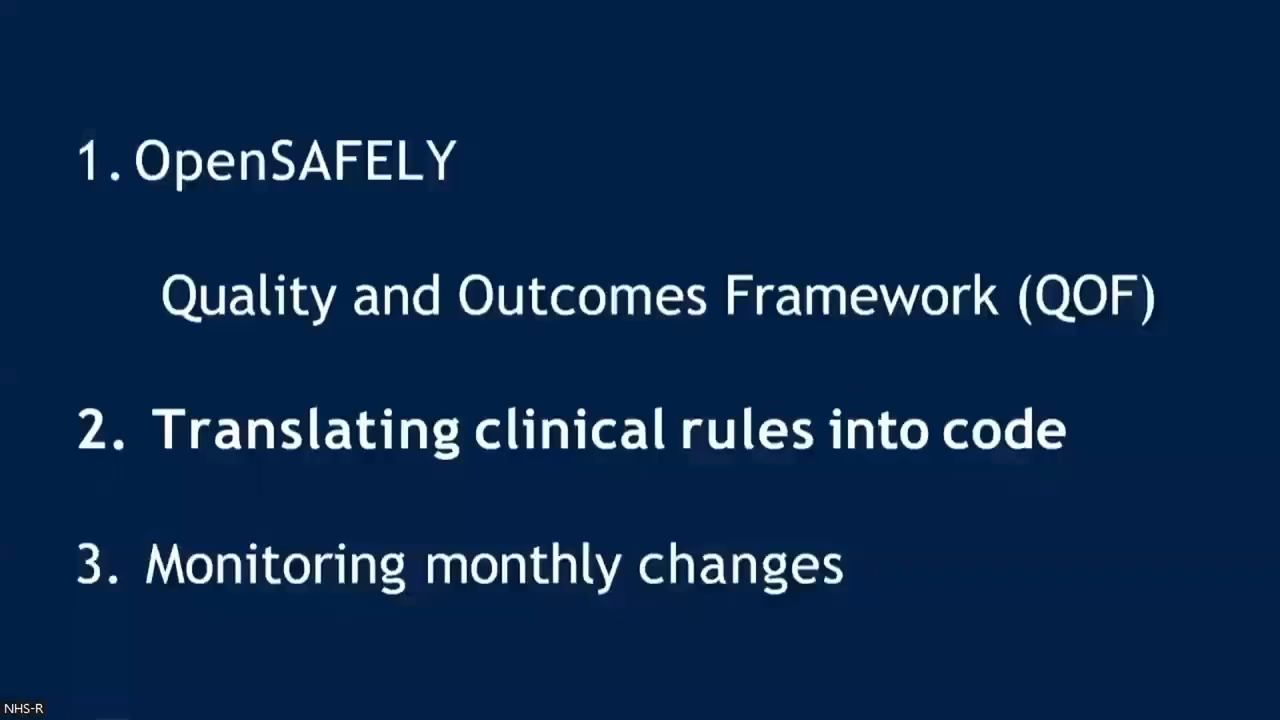 1. OpenSAFELY
Quality and Outcomes Framework (QOF)
2. Translating clinical rules into code
3. Monitoring monthly changes
NHS-R